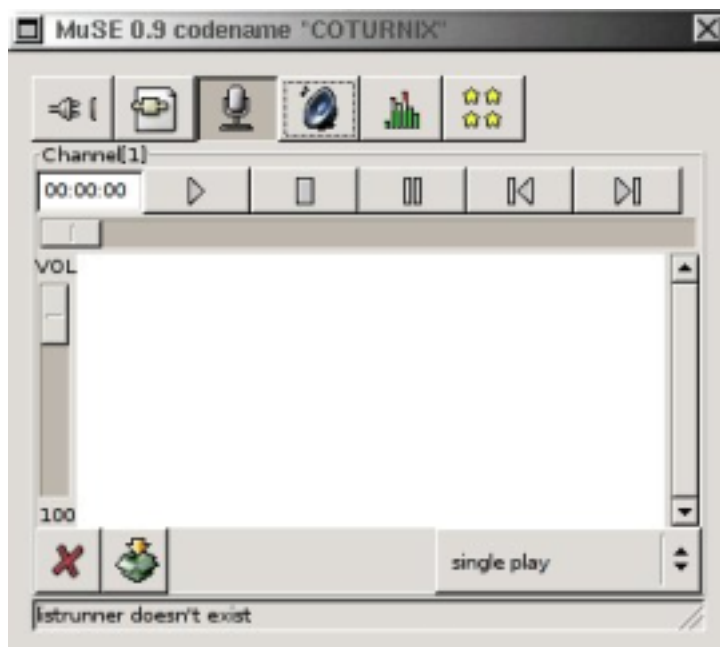 MuSE 0.9 codename "COTURNIX"
Channel[1]
00:00:00
VOL
100
single play
listrunner doesn't exist